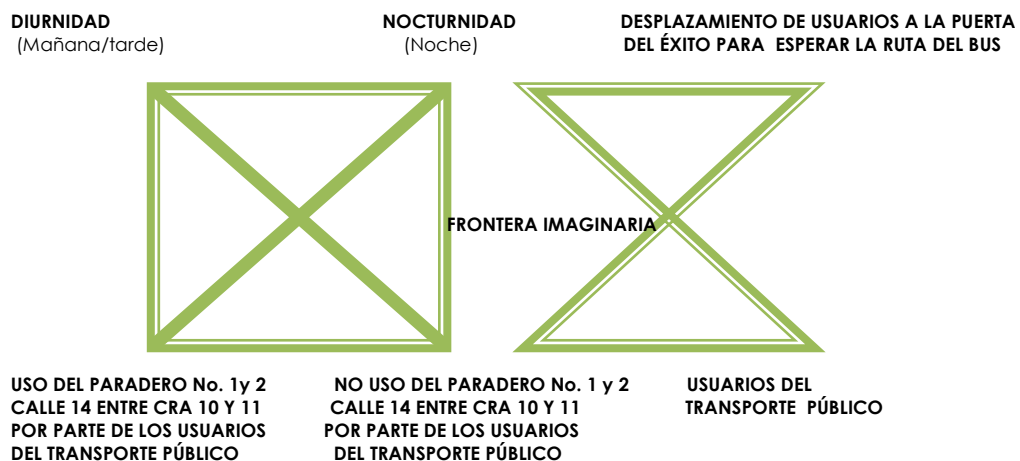 DIURNIDAD
(Mañana/tarde)
NOCTURNIDAD
(Noche)
DESPLAZAMIENTO DE USUARIOS A LA PUERTA
DEL ÉXITO PARA ESPERAR LA RUTA DEL BUS
FRONTERA IMAGINARIA
USO DEL PARADERO No. 1y 2
CALLE 14 ENTRE CRA 10 Y 11
POR PARTE DE LOS USUARIOS
DEL TRANSPORTE PÚBLICO
NO USO DEL PARADERO No. 1 y 2
CALLE 14 ENTRE CRA 10 Y 11
POR PARTE DE LOS USUARIOS
DEL TRANSPORTE PÚBLICO
USUARIOS DEL
TRANSPORTE PÚBLICO